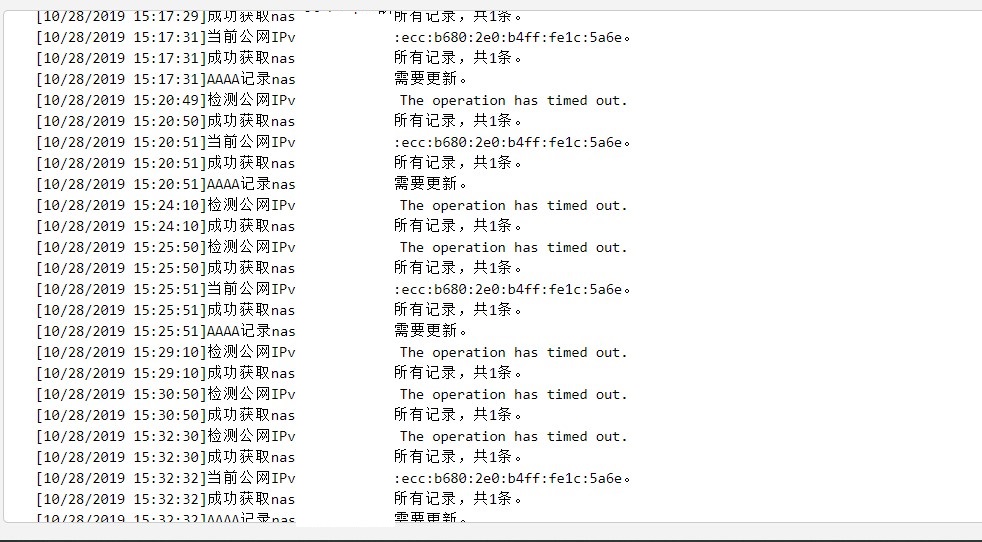 [10/28/2019 15:17:29]成功获取nas 所有记录，共1条。
[10/28/2019 15:17:31]当前公网IPv :ecc:b680:2e0:b4ff:fe1c:5a6e。
[10/28/2019 15:17:31]成功获取nas 所有记录，共1条。
[10/28/2019 15:17:31]AAAA记录nas 需要更新。
[10/28/2019 15:20:49]检测公网IPv The operation has timed out.
[10/28/2019 15:20:50]成功获取nas 所有记录，共1条。
[10/28/2019 15:20:51]当前公网IPv :ecc:b680:2e0:b4ff:fe1c:5a6e。
[10/28/2019 15:20:51]成功获取nas 所有记录，共1条。
[10/28/2019 15:20:51]AAAA记录nas 需要更新。
[10/28/2019 15:24:10]检测公网IPv The operation has timed out.
[10/28/2019 15:24:10]成功获取nas 所有记录，共1条。
[10/28/2019 15:25:50]检测公网IPv The operation has timed out.
[10/28/2019 15:25:50]成功获取nas 所有记录，共1条。
[10/28/2019 15:25:51]当前公网IPv :ecc:b680:2e0:b4ff:fe1c:5a6e。
[10/28/2019 15:25:51]成功获取nas 所有记录，共1条。
[10/28/2019 15:25:51]AAAA记录nas 需要更新。
[10/28/2019 15:29:10]检测公网IPv The operation has timed out.
[10/28/2019 15:29:10]成功获取nas 所有记录，共1条。
[10/28/2019 15:30:50]检测公网IPv The operation has timed out.
[10/28/2019 15:30:50]成功获取nas 所有记录，共1条。
[10/28/2019 15:32:30]检测公网IPv The operation has timed out.
[10/28/2019 15:32:30]成功获取nas 所有记录，共1条。
[10/28/2019 15:32:32]当前公网IPv :ecc:b680:2e0:b4ff:fe1c:5a6e。
[10/28/2019 15:32:32]成功获取nas 所有记录，共1条。
[10/28/2019 15:32:32]AAAA记录nas 需要更新。